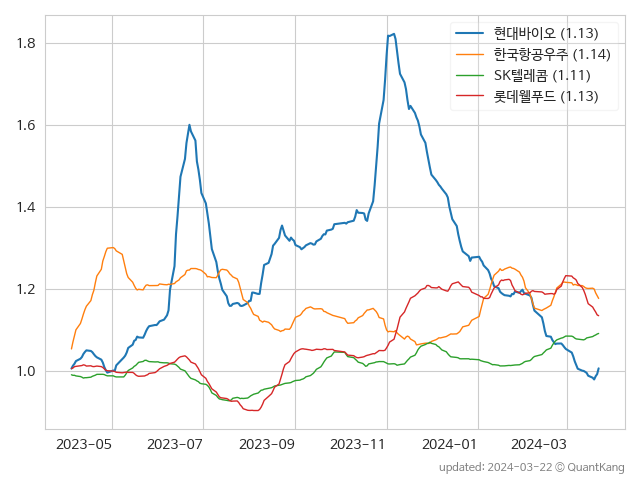 현대바이오 (1.13)
한국항공우주 (1.14)
SK텔레콤 (1.11)
롯데웰푸드 (1.13)
1.8
1.6
1.4
1.2
1.0
2023-05 2023-07 2023-09 2023-11 2024-01 2024-03
updated: 2024-03-22 © QuantKang